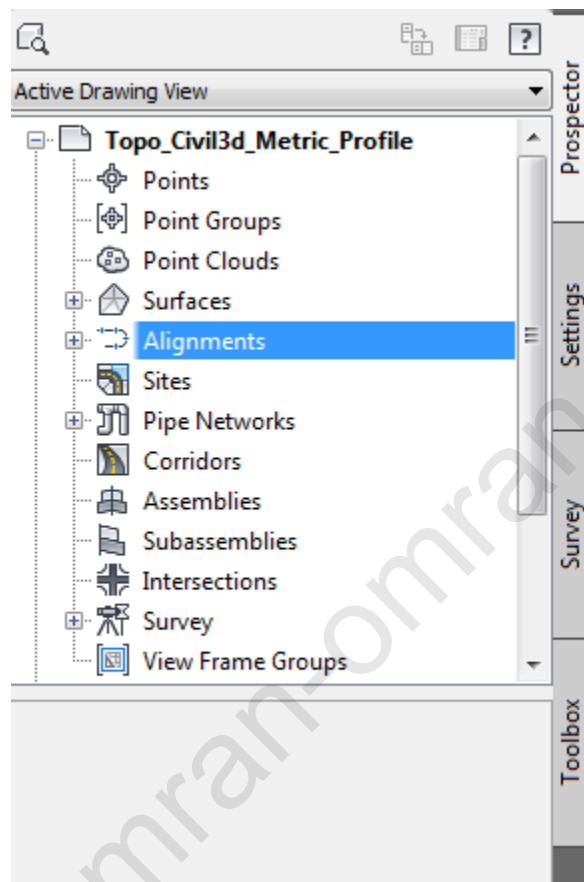 Active Drawing View
Topo_Civil3d_Metric_Profile
Points
Point Groups
Point Clouds
Surfaces
Alignments
Sites
Pipe Networks
Corridors
Assemblies
Subassemblies
Intersections
Survey
View Frame Groups
Prospector
Settings
Survey
Toolbox
mran-omran